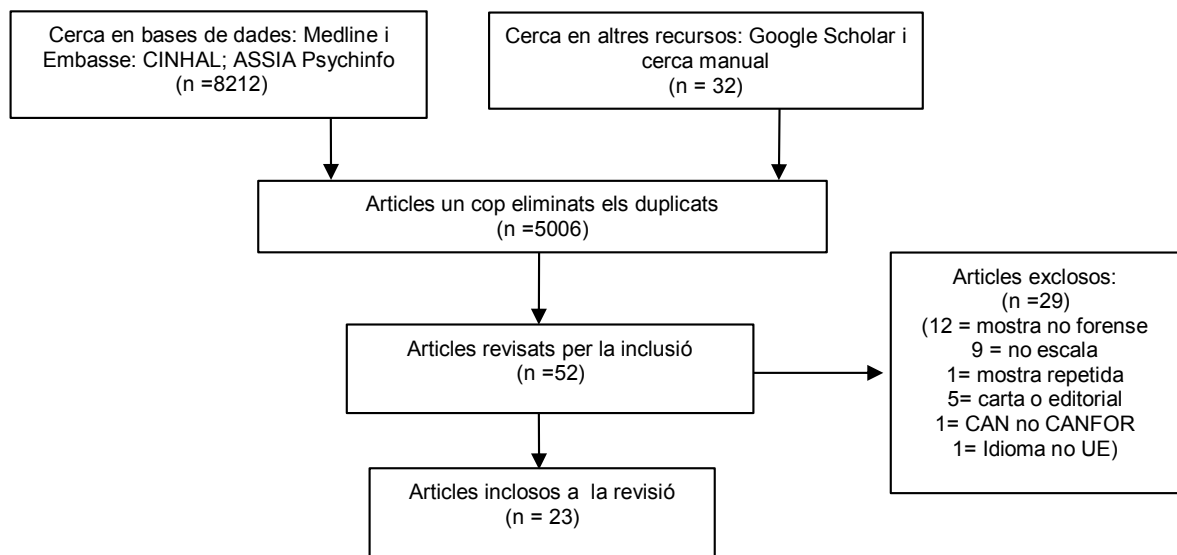 Cerca en bases de dades: Medline i
Embasse: CINHAL; ASSIA Psychinfo
(n =8212)
Cerca en altres recursos: Google Scholar i
cerca manual
(n = 32)
Articles un cop eliminats els duplicats
(n =5006)
Articles revisats per la inclusió
(n =52)
Articles exclosos:
(n =29)
(12 = mostra no forense
9 = no escala
1= mostra repetida
5= carta o editorial
1= CAN no CANFOR
1= Idioma no UE)
Articles inclosos a la revisió
(n = 23)